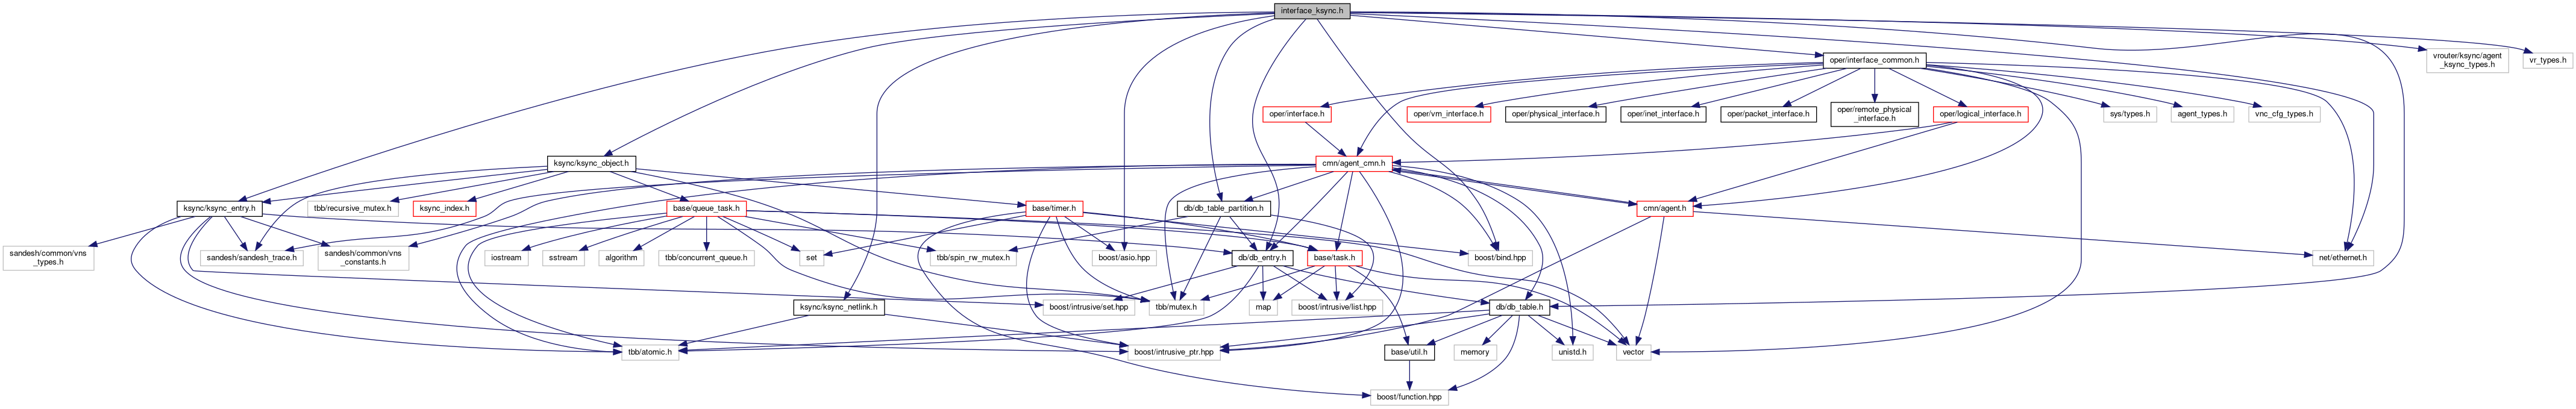 interface_ksync.h
oper/interface_common.h
vrouter/ksync/agent
_ksync_types.h
vr_types.h
oper/interface.h
oper/vm_interface.h
oper/physical_interface.h
oper/inet_interface.h
oper/packet_interface.h
oper/remote_physical
_interface.h
oper/logical_interface.h
sys/types.h
agent_types.h
vnc_cfg_types.h
ksync/ksync_object.h
cmn/agent_cmn.h
ksync/ksync_entry.h
tbb/recursive_mutex.h
ksync_index.h
base/queue_task.h
base/timer.h
db/db_table_partition.h
cmn/agent.h
sandesh/common/vns
_types.h
sandesh/sandesh_trace.h
sandesh/common/vns
_constants.h
iostream
sstream
algorithm
tbb/concurrent_queue.h
set
tbb/spin_rw_mutex.h
boost/asio.hpp
db/db_entry.h
base/task.h
boost/bind.hpp
net/ethernet.h
ksync/ksync_netlink.h
boost/intrusive/set.hpp
tbb/mutex.h
map
boost/intrusive/list.hpp
db/db_table.h
tbb/atomic.h
boost/intrusive_ptr.hpp
base/util.h
memory
unistd.h
vector
boost/function.hpp